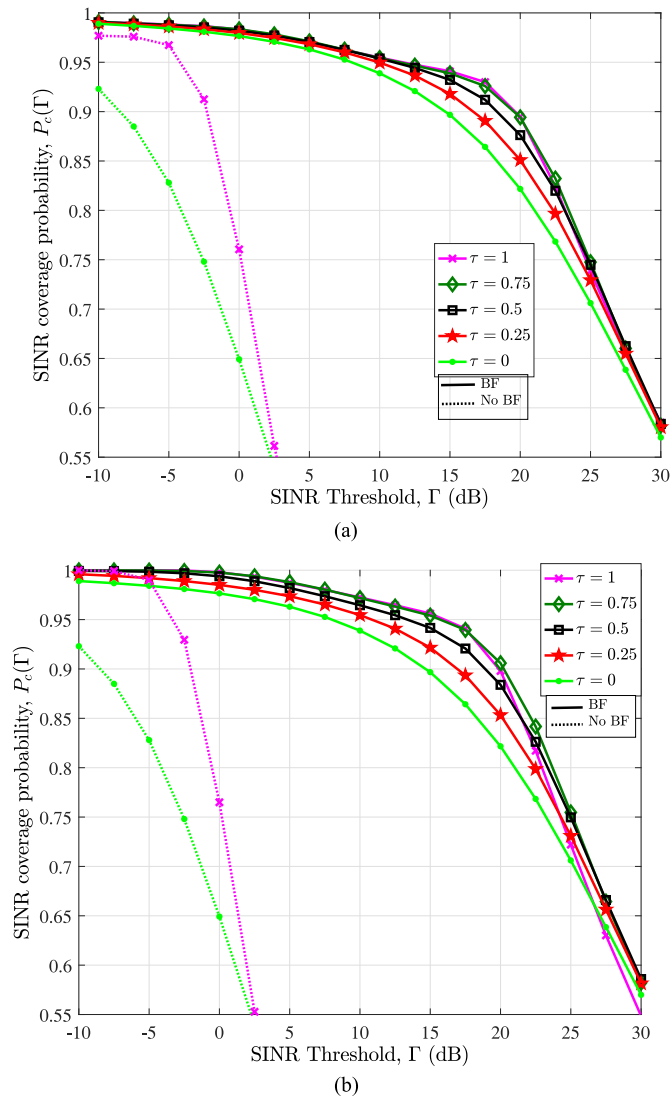 1
0.95
0.9
0.85
0.8
0.75
0.7
0.65
0.6
0.55
SINR coverage probability, P_c(Γ)
τ = 1
τ = 0.75
τ = 0.5
τ = 0.25
τ = 0
BF
No BF
-10 -5 0 5 10 15 20 25 30
SINR Threshold, Γ (dB)
(a)
1
0.95
0.9
0.85
0.8
0.75
0.7
0.65
0.6
0.55
SINR coverage probability, P_c(Γ)
τ = 1
τ = 0.75
τ = 0.5
τ = 0.25
τ = 0
BF
No BF
-10 -5 0 5 10 15 20 25 30
SINR Threshold, Γ (dB)
(b)